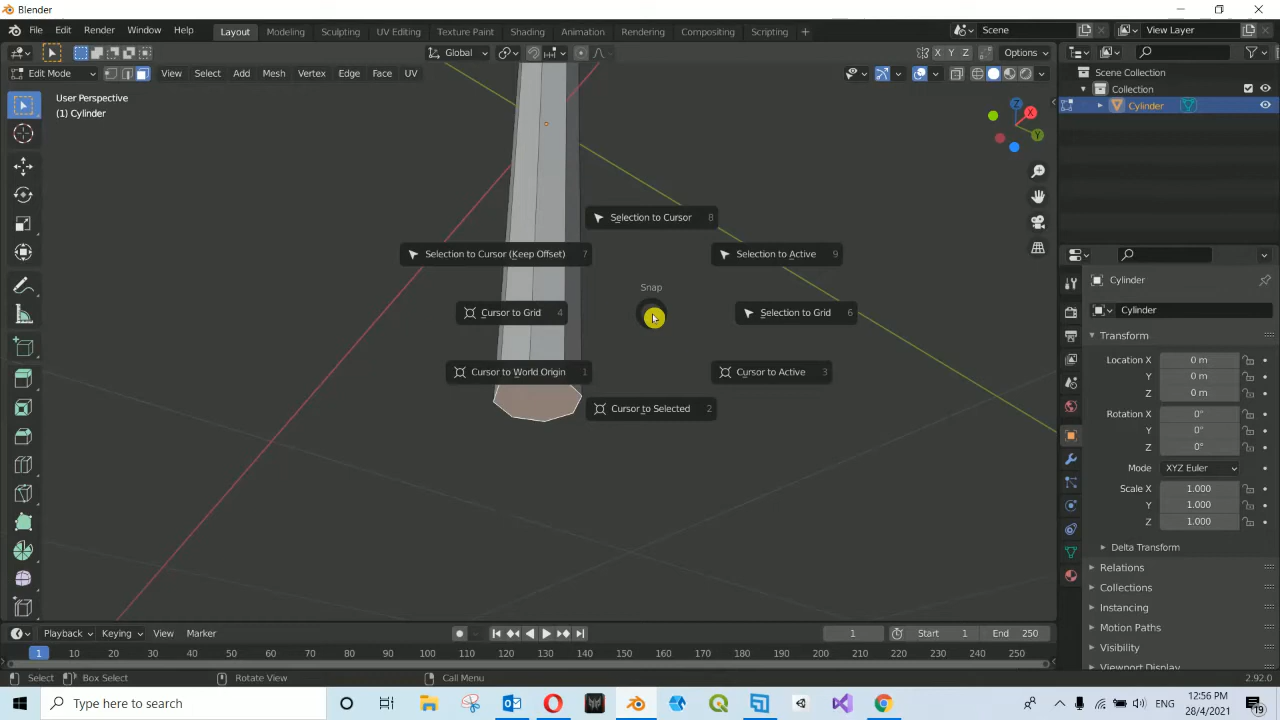 Blender
File Edit Render Window Help Layout Modeling Sculpting UV Editing Texture Paint Shading Animation Rendering Compositing Scripting + Scene View Layer
Global X Y Z Options
Edit Mode View Select Add Mesh Vertex Edge Face UV
User Perspective
(1) Cylinder
Scene Collection
Collection
Cylinder
Z
X
Y
Selection to Cursor 8
Selection to Cursor (Keep Offset) 7
Selection to Active 9
Snap
Cursor to Grid 4
Selection to Grid 6
Cursor to World Origin 1
Cursor to Active 3
Cursor to Selected 2
Cylinder
Cylinder
Transform
Location X 0 m
Y 0 m
Z 0 m
Rotation X 0°
Y 0°
Z 0°
Mode XYZ Euler
Scale X 1.000
Y 1.000
Z 1.000
Delta Transform
Relations
Collections
Instancing
Motion Paths
Visibility
Viewport Display
Playback Keying View Marker 1 Start 1 End 250
1 10 20 30 40 50 60 70 80 90 100 110 120 130 140 150 160 170 180 190 200 210 220 230 240 250
Select Box Select Rotate View Call Menu 2.92.0
Type here to search
ENG
12:56 PM
28/4/2021
19